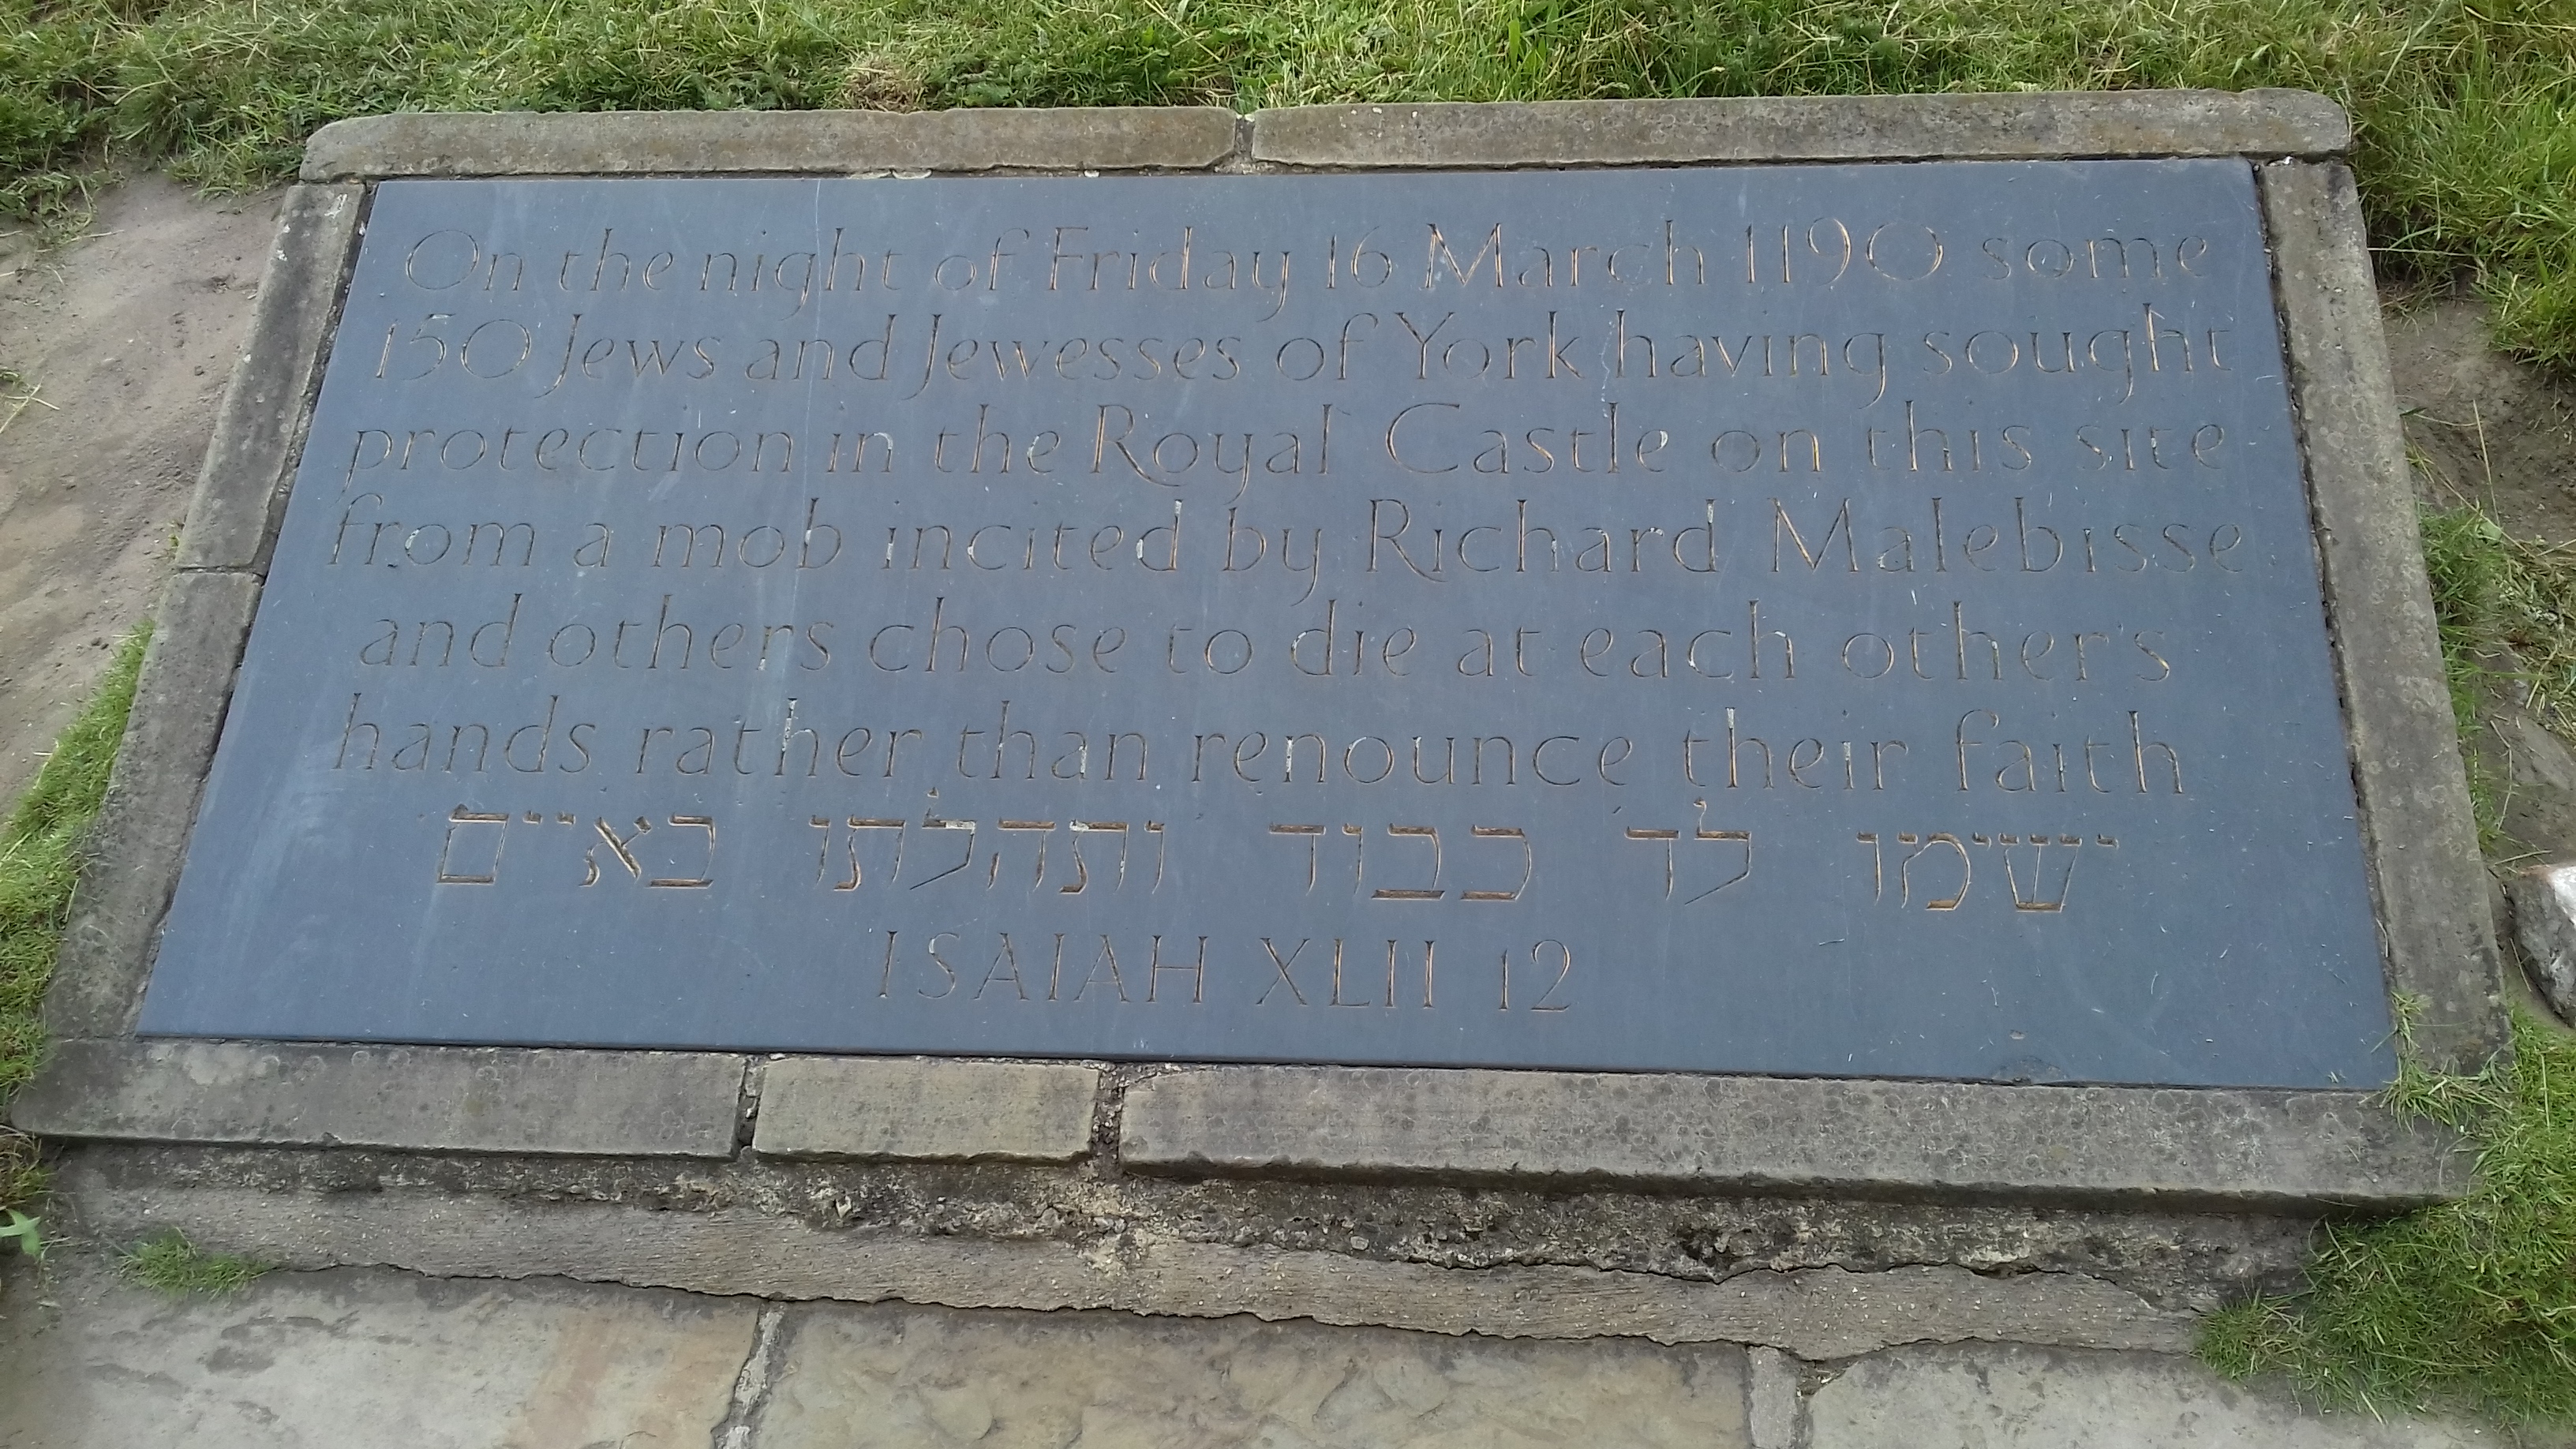 On the night of Friday 16 March 1190 some
150 Jews and Jewesses of York having sought
protection in the Royal Castle on this site
from a mob incited by Richard Malebisse
and others chose to die at each other's
hands rather than renounce their faith
ישימו לד' כבוד ותהלתו באיים
ISAIAH XLII 12